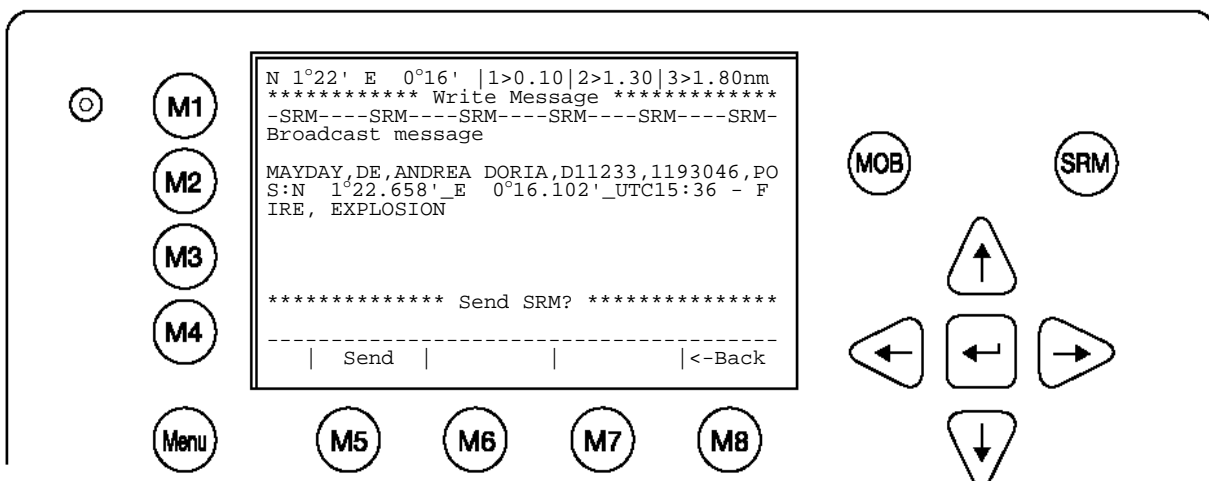 N 1°22' E  0°16' |1>0.10|2>1.30|3>1.80nm
************ Write Message *************
-SRM----SRM----SRM----SRM----SRM----SRM-
Broadcast message
MAYDAY,DE,ANDREA DORIA,D11233,1193046,PO
S:N  1°22.658'_E  0°16.102'_UTC15:36 - F
IRE, EXPLOSION
************** Send SRM? ***************
----------------------------------------
| Send | | |<-Back
M1
M2
M3
M4
Menu
M5
M6
M7
M8
MOB
SRM